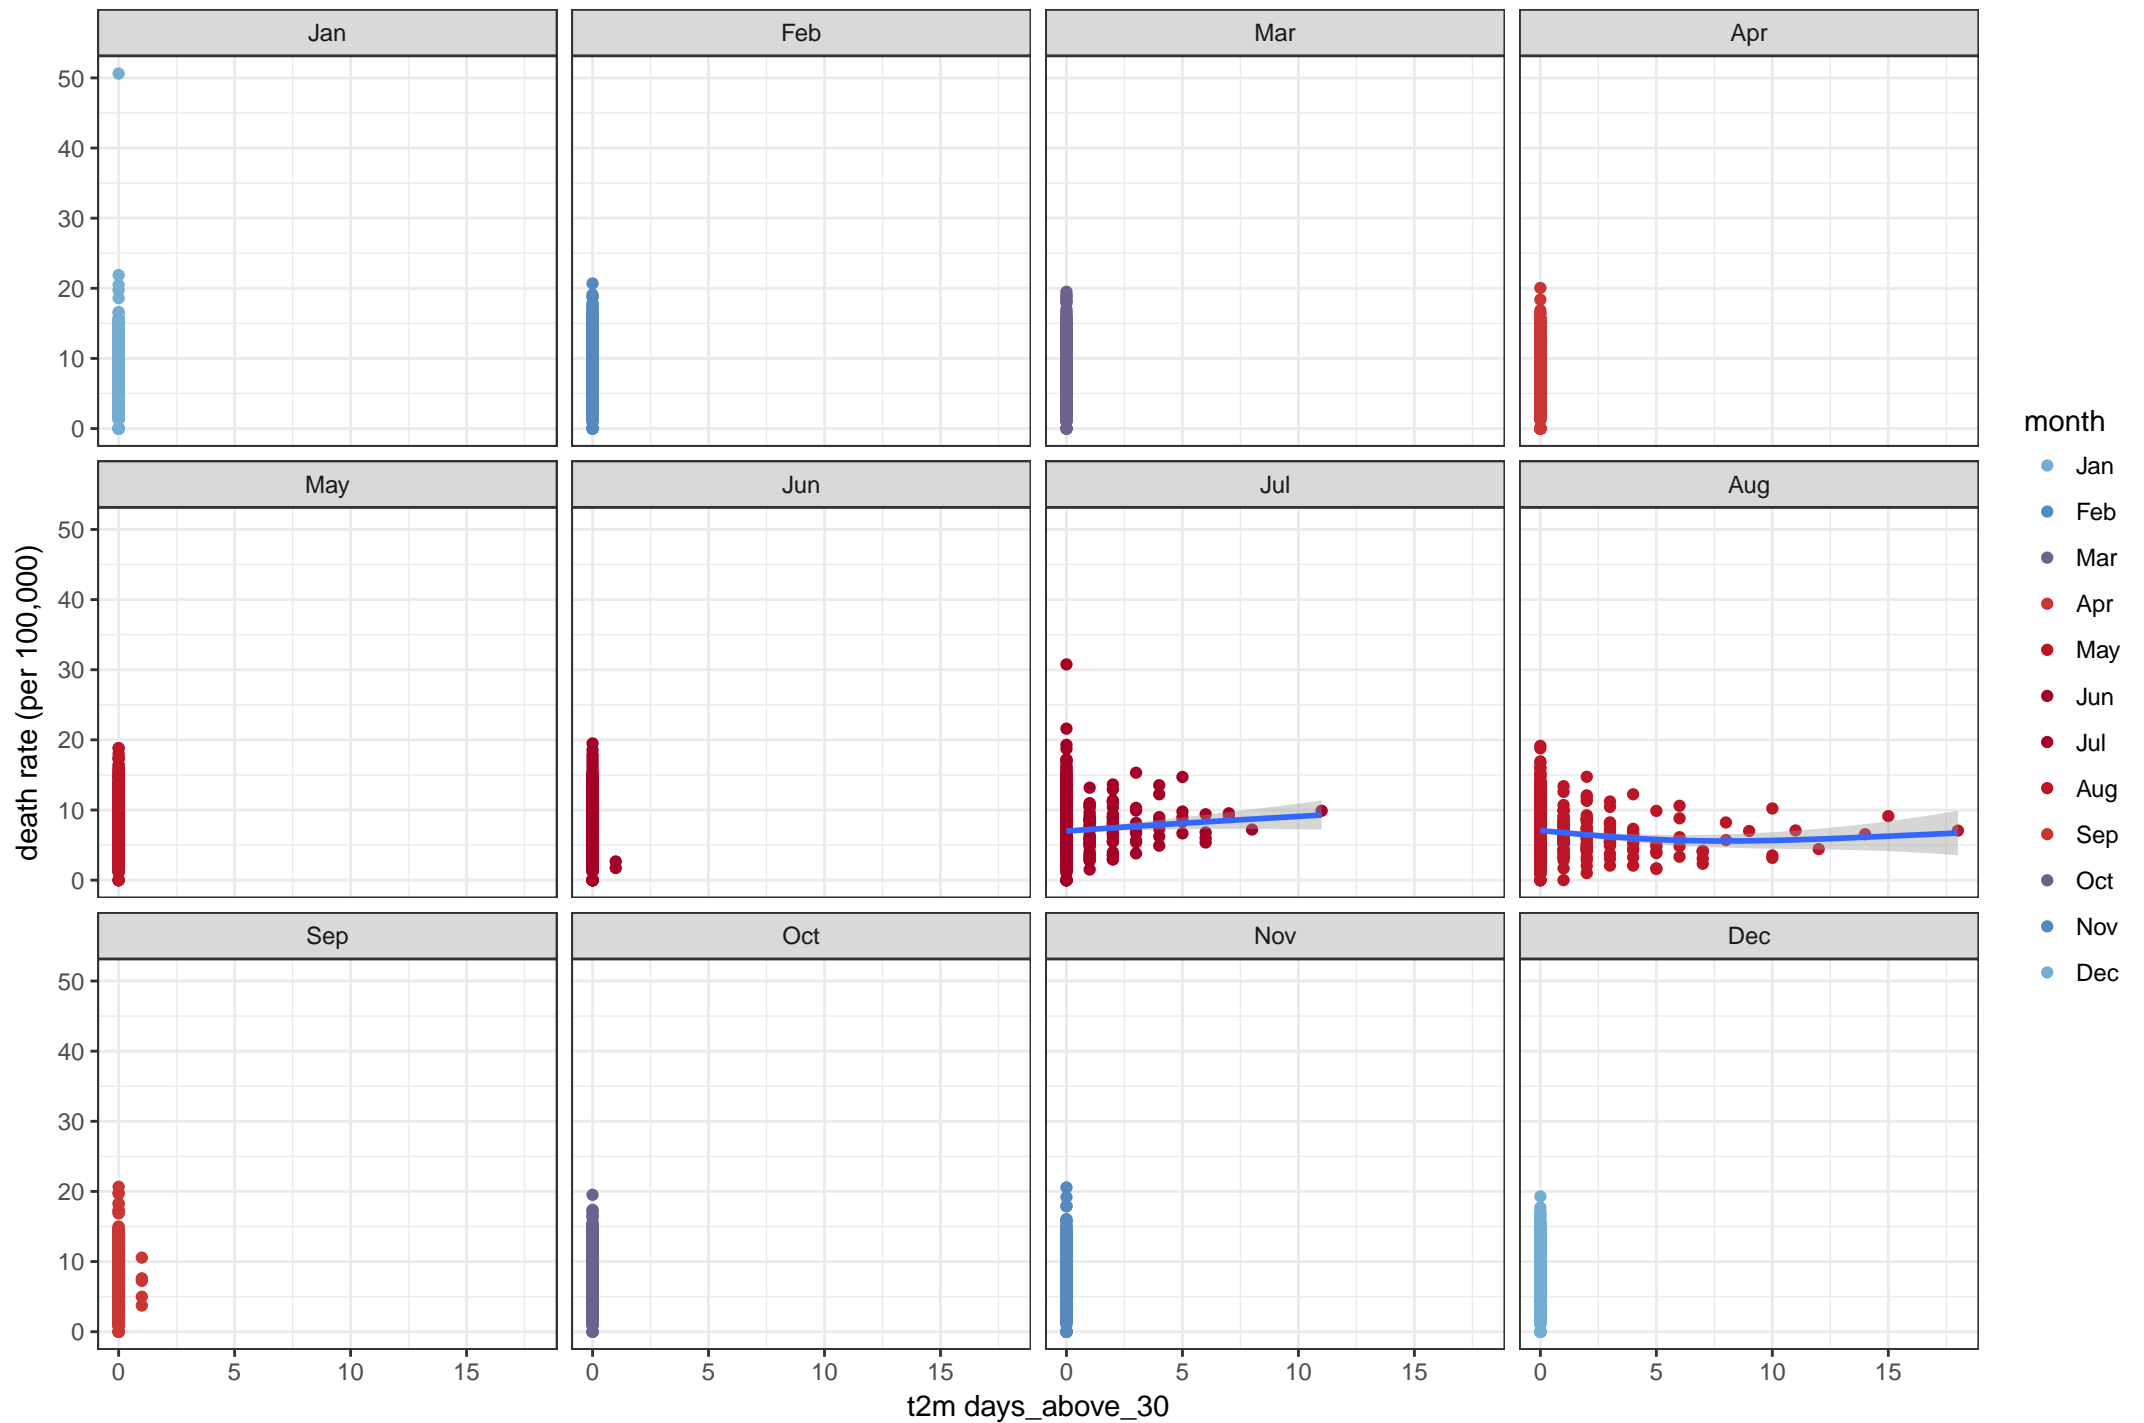 Jan Feb Mar Apr
50
40
30
20
10
0
May Jun Jul Aug
50
40
30
20
10
0
Sep Oct Nov Dec
50
40
30
20
10
0
0 5 10 15 0 5 10 15 0 5 10 15 0 5 10 15
t2m days_above_30
death rate (per 100,000)
month
Jan
Feb
Mar
Apr
May
Jun
Jul
Aug
Sep
Oct
Nov
Dec